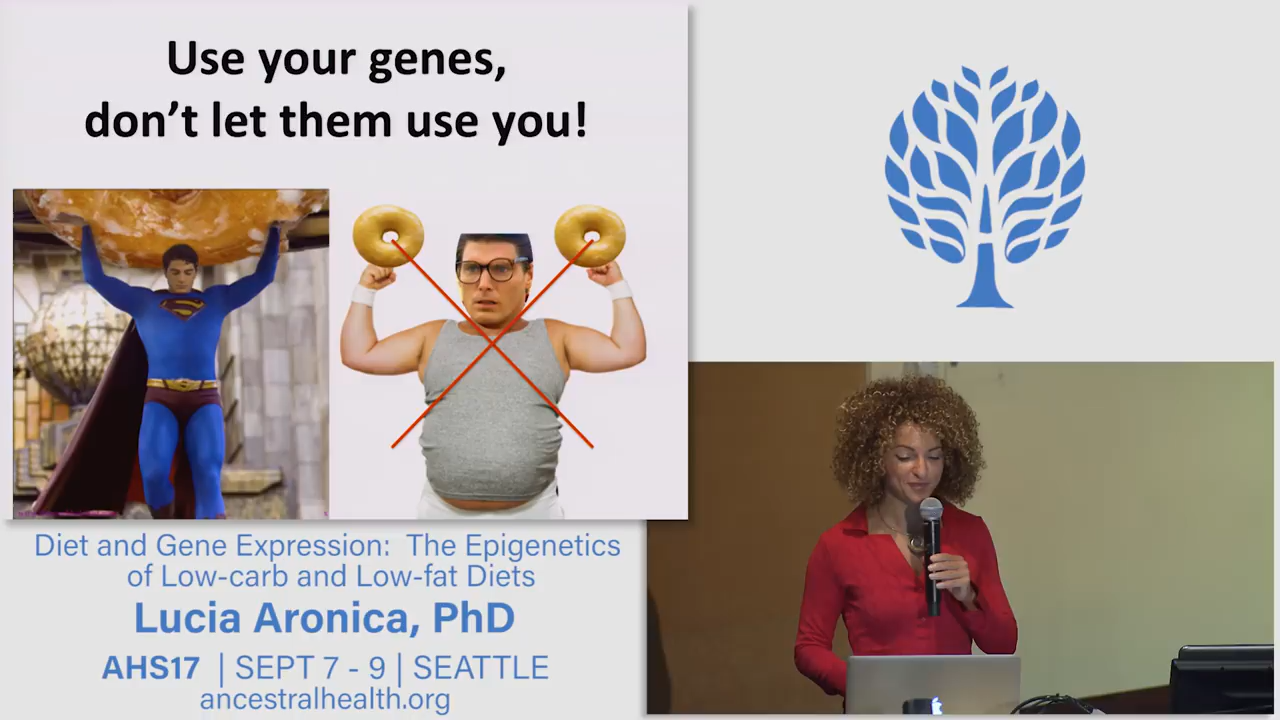 Use your genes,
don't let them use you!
Diet and Gene Expression: The Epigenetics
of Low-carb and Low-fat Diets
Lucia Aronica, PhD
AHS17 | SEPT 7 - 9 | SEATTLE
ancestralhealth.org